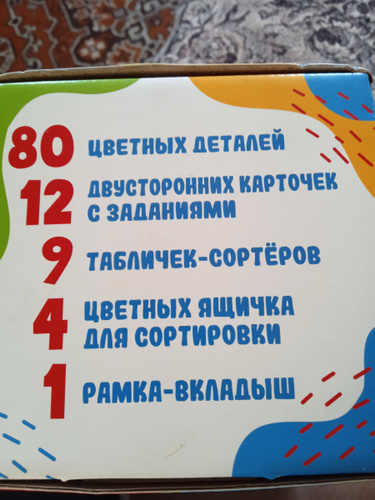 80 ЦВЕТНЫХ ДЕТАЛЕЙ
12 ДВУСТОРОННИХ КАРТОЧЕК
С ЗАДАНИЯМИ
9 ТАБЛИЧЕК-СОРТЁРОВ
4 ЦВЕТНЫХ ЯЩИЧКА
ДЛЯ СОРТИРОВКИ
1 РАМКА-ВКЛАДЫШ